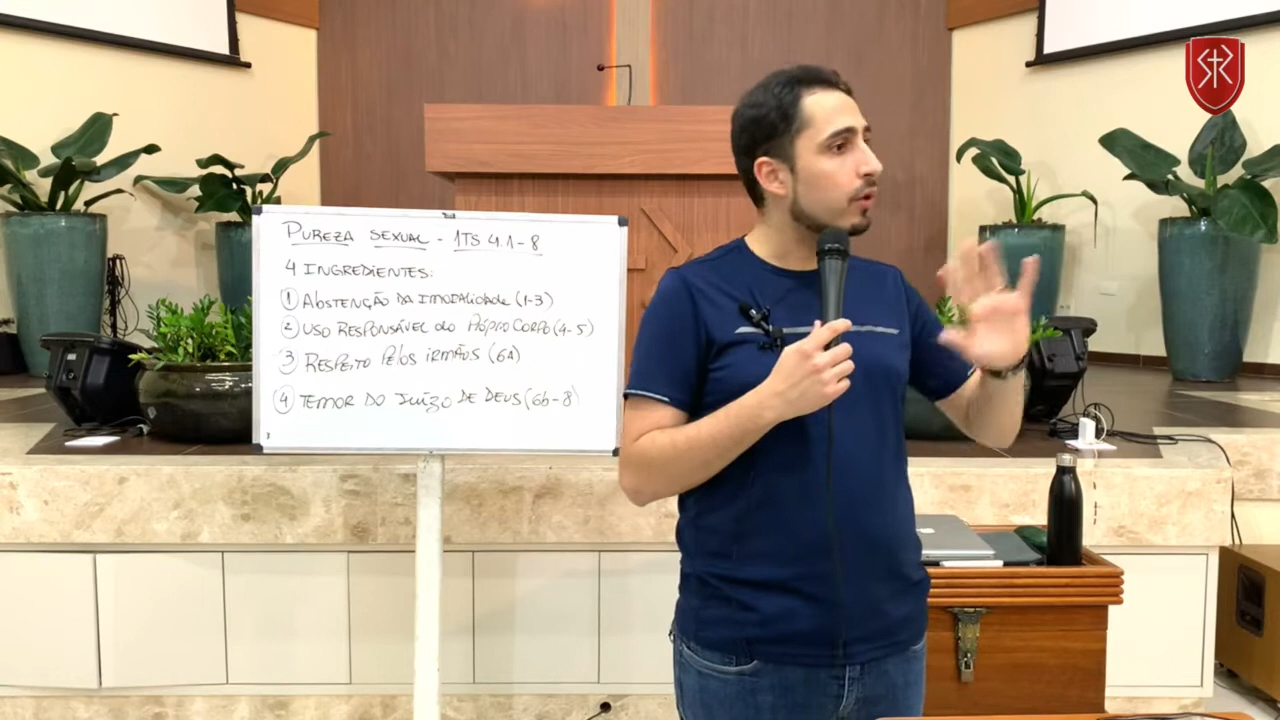 PUREZA SEXUAL - 1TS 4.1-8
4 INGREDIENTES:
1 ABSTENÇÃO DA IMORALIDADE (1-3)
2 USO RESPONSÁVEL do PRÓPRIO CORPO (4-5)
3 RESPEITO PELOS IRMÃOS (6A)
4 TEMOR DO JUÍZO DE DEUS (6b-8)